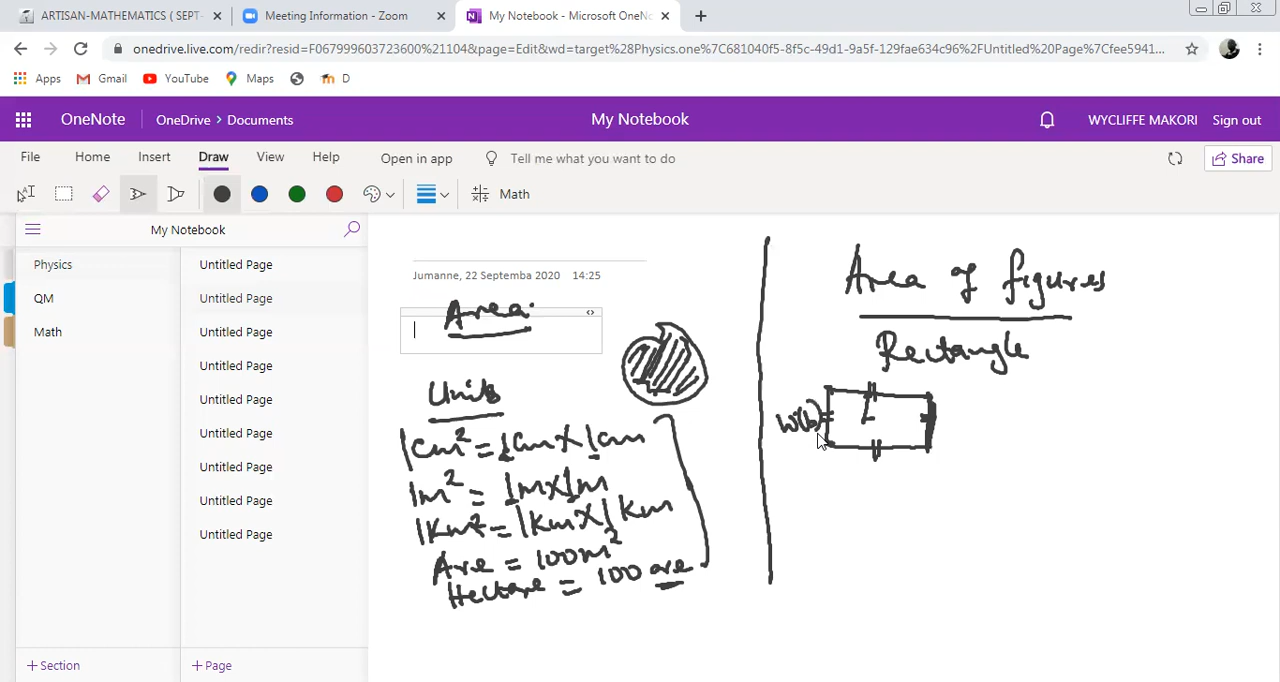 ARTISAN-MATHEMATICS ( SEPT-
Meeting Information - Zoom
My Notebook - Microsoft OneNo
onedrive.live.com/redir?resid=F067999603723600%21104&page=Edit&wd=target%28Physics.one%7C681040f5-8f5c-49d1-9a5f-129fae634c96%2FUntitled%20Page%7Cfee5941...
Apps
Gmail
YouTube
Maps
D
OneNote
OneDrive > Documents
My Notebook
WYCLIFFE MAKORI
Sign out
File
Home
Insert
Draw
View
Help
Open in app
Tell me what you want to do
Share
Math
My Notebook
Physics
QM
Math
Untitled Page
Untitled Page
Untitled Page
Untitled Page
Untitled Page
Untitled Page
Untitled Page
Untitled Page
Untitled Page
+ Section
+ Page
Jumanne, 22 Septemba 2020 14:25
Area
Units
1cm² = 1cm x 1cm
1m² = 1m x 1m
1km² = 1km x 1km
Are = 100m²
Hectare = 100 are
Area of figures
Rectangle
W(b)
L